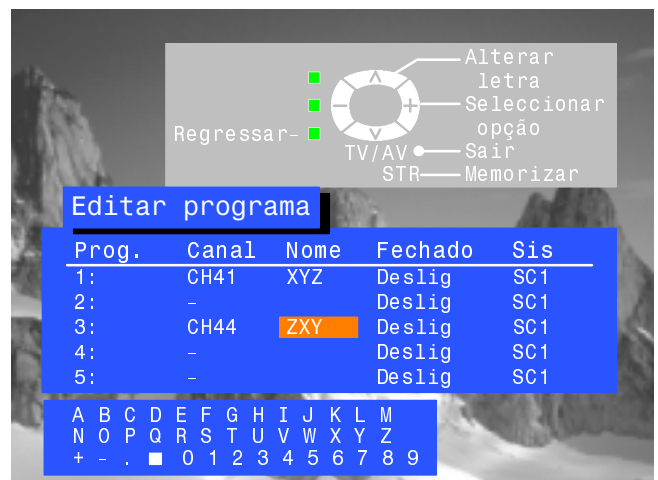 Alterar
letra
Seleccionar
opção
Regressar-
TV/AV Sair
STR Memorizar
Editar programa
Prog. Canal Nome Fechado Sis
1: CH41 XYZ Deslig SC1
2: - Deslig SC1
3: CH44 ZXY Deslig SC1
4: - Deslig SC1
5: - Deslig SC1
A B C D E F G H I J K L M
N O P Q R S T U V W X Y Z
+ - . ■ 0 1 2 3 4 5 6 7 8 9